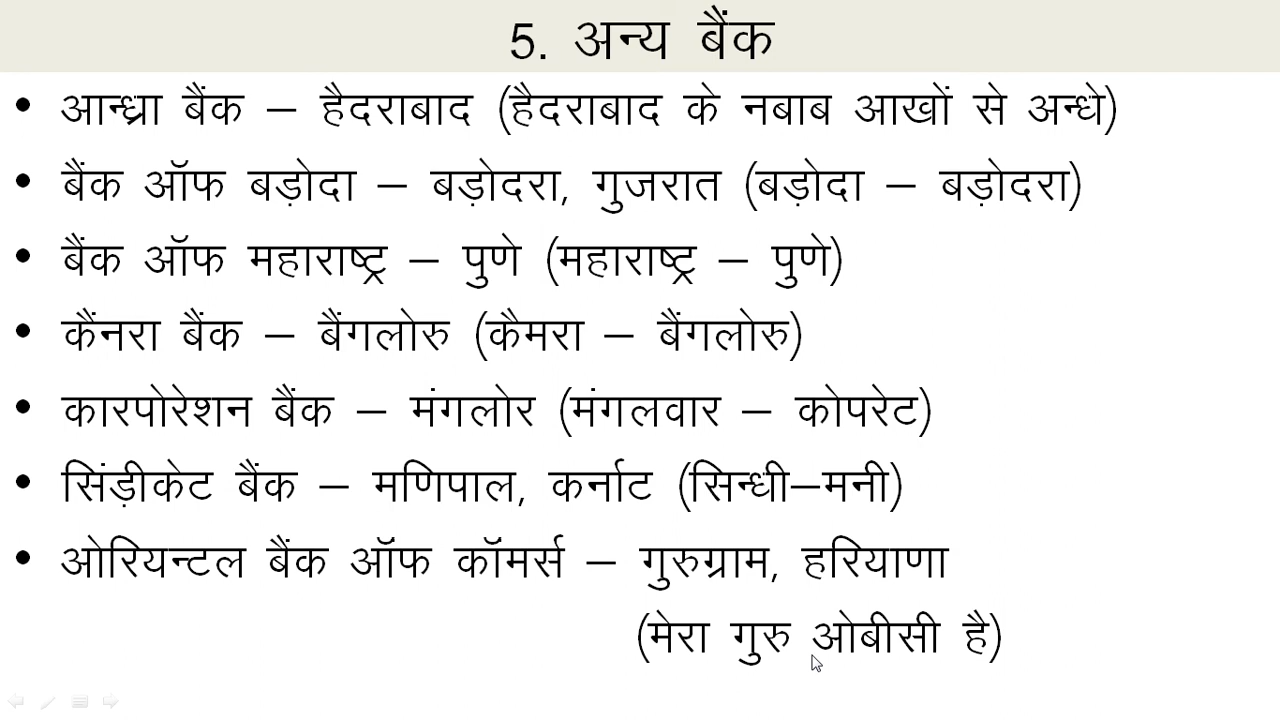 5. अन्य बैंक
• आन्ध्रा बैंक – हैदराबाद (हैदराबाद के नबाब आखों से अन्धे)
• बैंक ऑफ बड़ोदा – बड़ोदरा, गुजरात (बड़ोदा – बड़ोदरा)
• बैंक ऑफ महाराष्ट्र – पुणे (महाराष्ट्र – पुणे)
• कैंनरा बैंक – बैंगलोरु (कैमरा – बैंगलोरु)
• कारपोरेशन बैंक – मंगलोर (मंगलवार – कोपरेट)
• सिंड़ीकेट बैंक – मणिपाल, कर्नाट (सिन्धी–मनी)
• ओरियन्टल बैंक ऑफ कॉमर्स – गुरुग्राम, हरियाणा
(मेरा गुरु ओबीसी है)